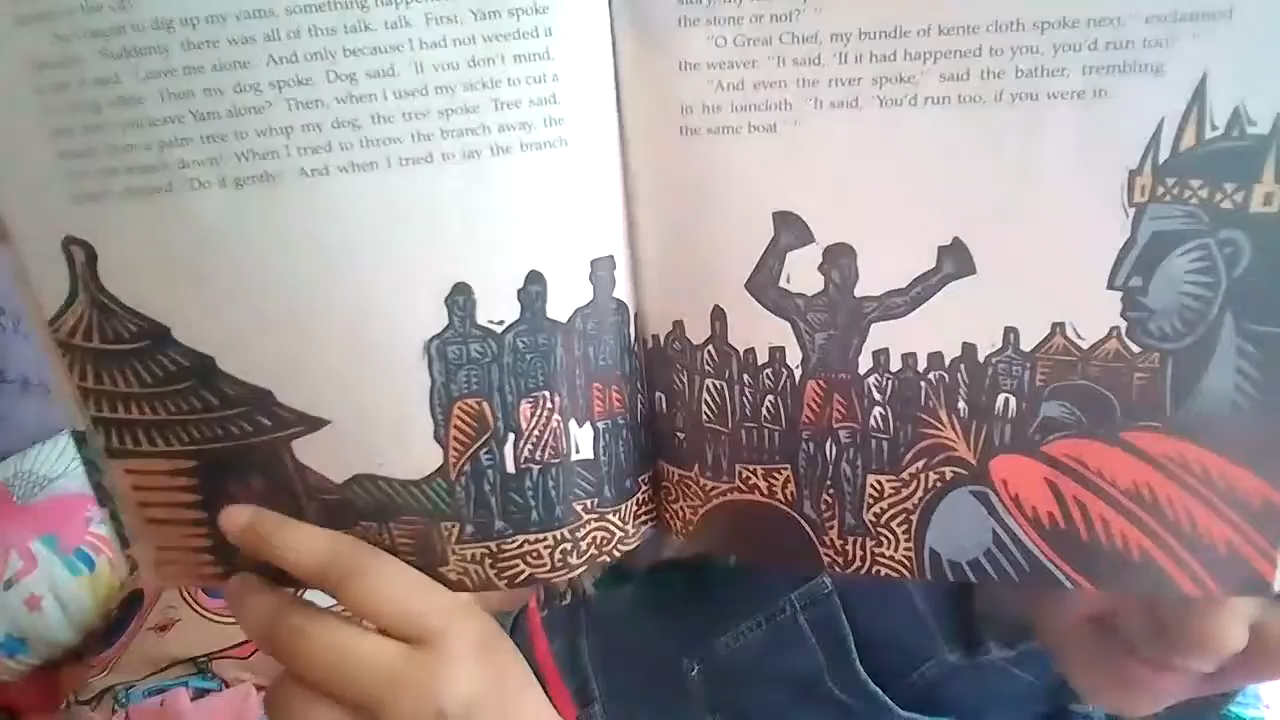 to dig up my yams, something
Suddenly, there was all of this talk, talk, talk. First, Yam spoke
Leave me alone. And only because I had not weeded it
Then my dog spoke. Dog said, 'If you don't mind,
leave Yam alone?' Then, when I used my sickle to cut a
palm tree to whip my dog, the tree spoke. Tree said,
down!' When I tried to throw the branch away, the
'Do it gently.' And when I tried to lay the branch
the stone or not?' "
"O Great Chief, my bundle of kente cloth spoke next," exclaimed
the weaver. "It said, 'If it had happened to you, you'd run too!' "
"And even the river spoke," said the bather, trembling
in his loincloth. "It said, 'You'd run too, if you were in
the same boat.' "